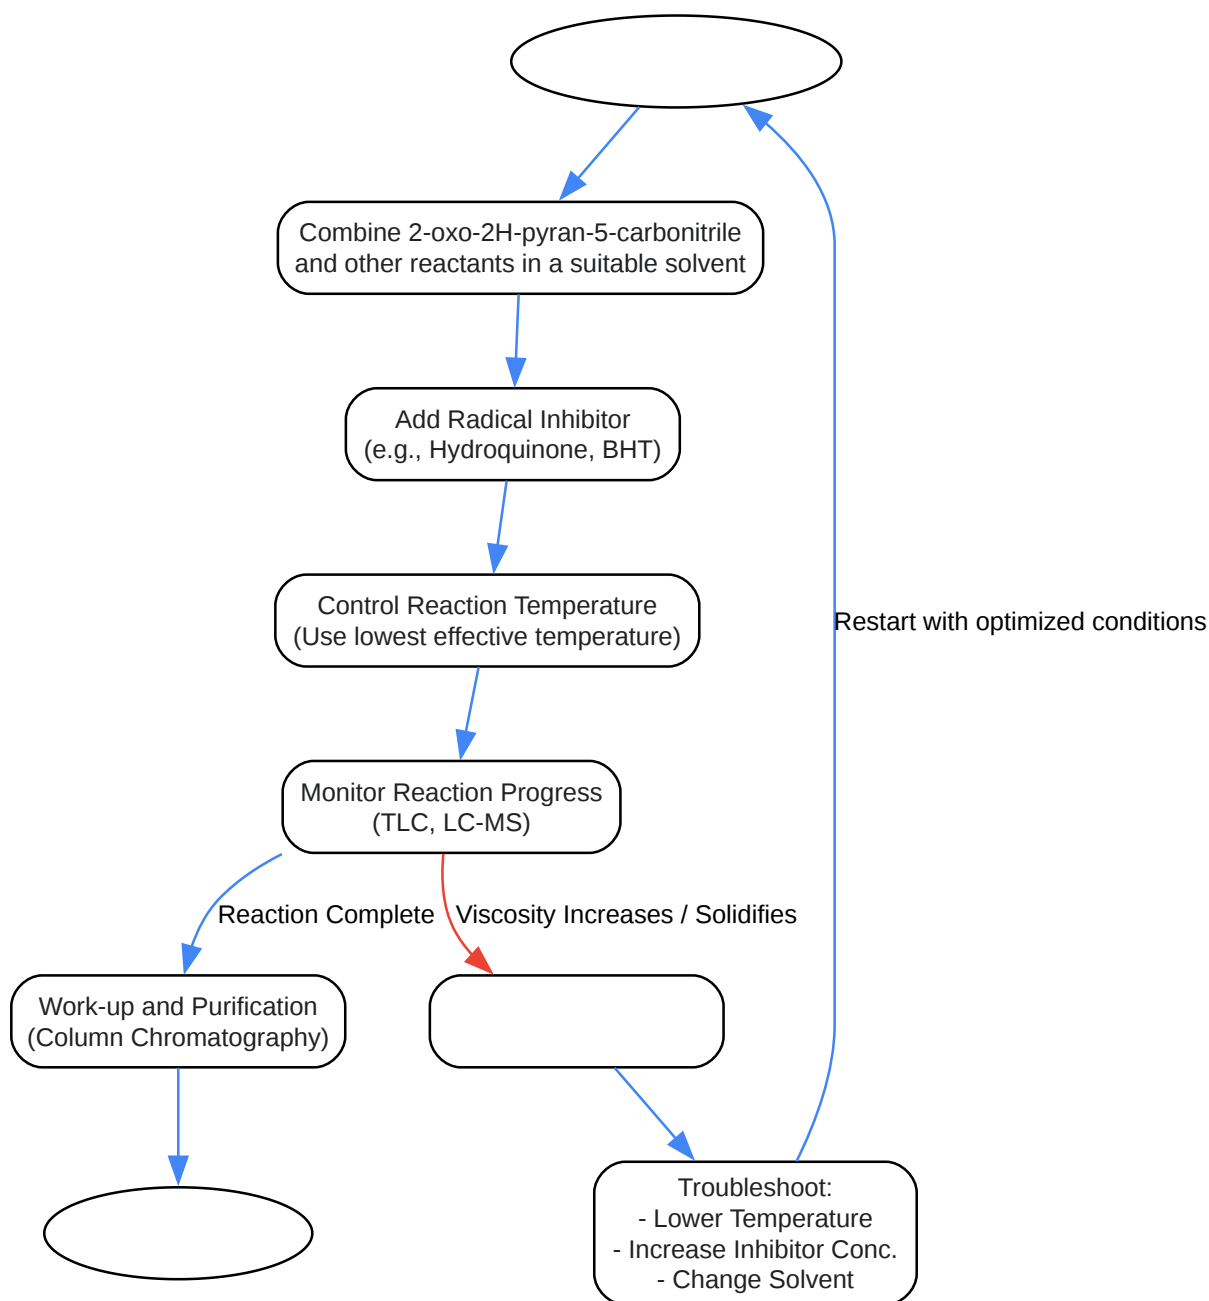 Combine 2-oxo-2H-pyran-5-carbonitrile
and other reactants in a suitable solvent
Add Radical Inhibitor
(e.g., Hydroquinone, BHT)
Control Reaction Temperature
(Use lowest effective temperature)
Restart with optimized conditions
Monitor Reaction Progress
(TLC, LC-MS)
Reaction Complete
Viscosity Increases / Solidifies
Work-up and Purification
(Column Chromatography)
Troubleshoot:
- Lower Temperature
- Increase Inhibitor Conc.
- Change Solvent